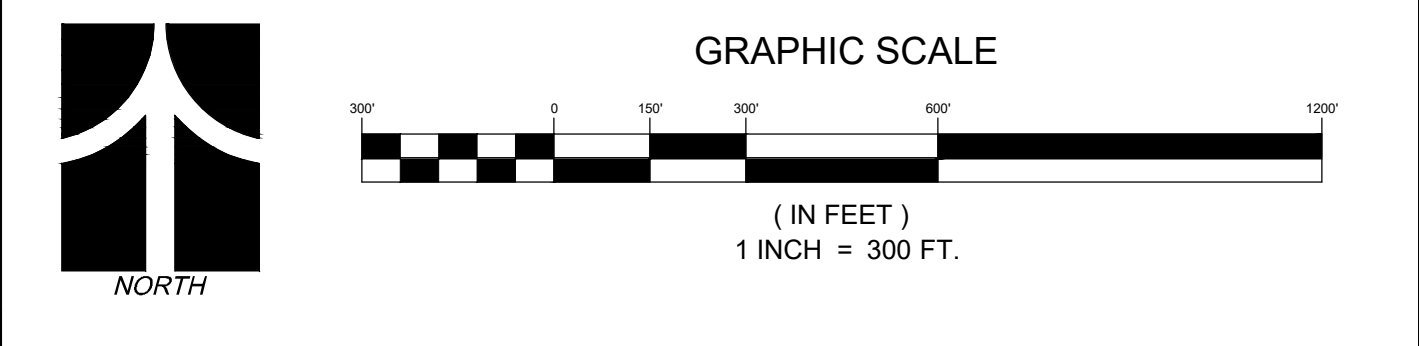 GRAPHIC SCALE
300' 0 150' 300' 600' 1200'
( IN FEET )
1 INCH = 300 FT.
NORTH